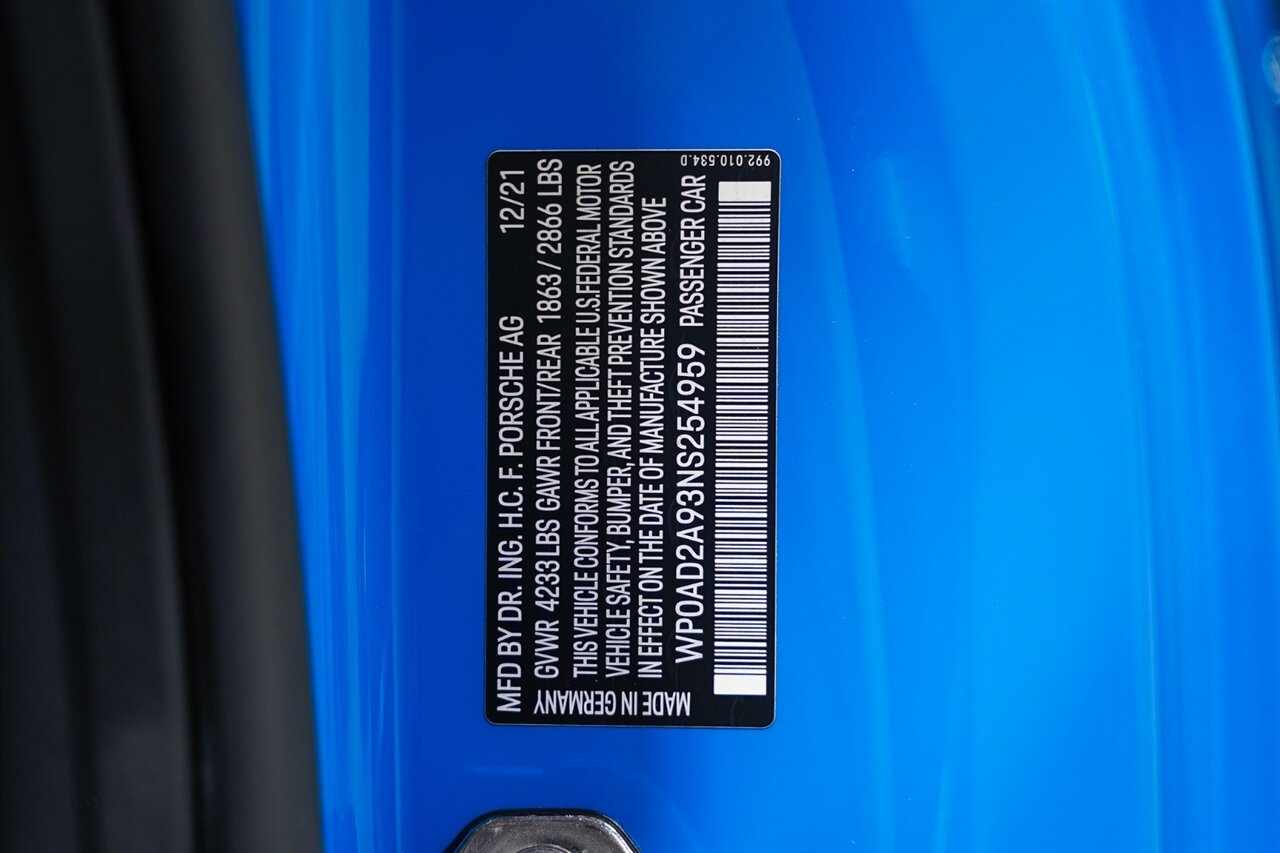 MFD BY DR. ING. H.C. F. PORSCHE AG 12/21
GVWR 4233 LBS GAWR FRONT/REAR 1863 / 2866 LBS
THIS VEHICLE CONFORMS TO ALL APPLICABLE U.S. FEDERAL MOTOR
VEHICLE SAFETY, BUMPER, AND THEFT PREVENTION STANDARDS
IN EFFECT ON THE DATE OF MANUFACTURE SHOWN ABOVE
WP0AD2A93NS254959 PASSENGER CAR
MADE IN GERMANY
992.010.534.D